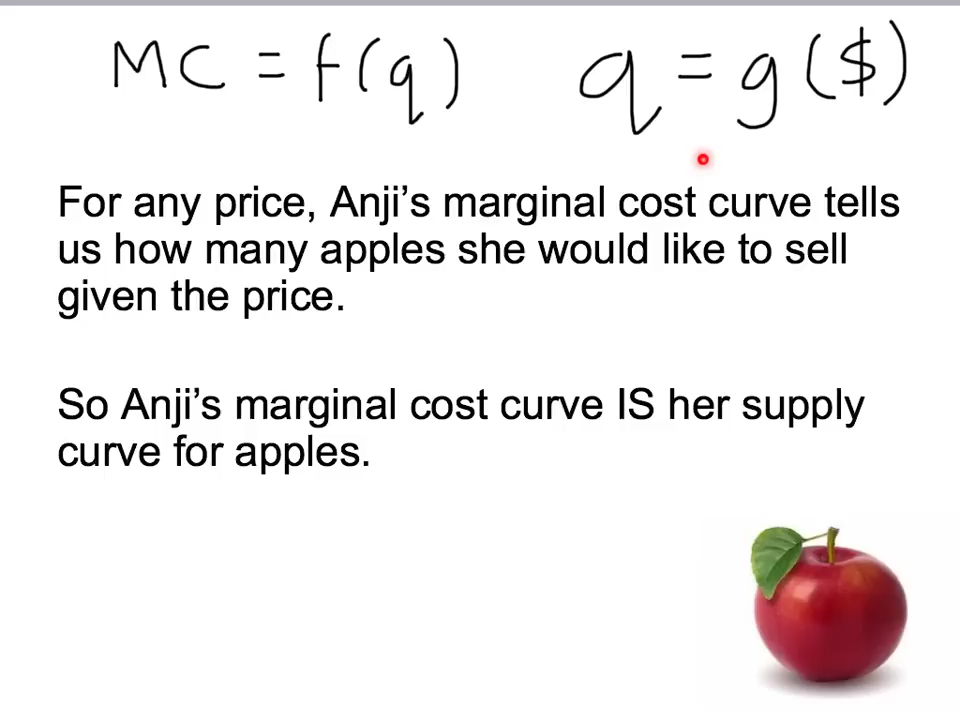 MC = f(q) q = g($)
For any price, Anji’s marginal cost curve tells
us how many apples she would like to sell
given the price.
So Anji’s marginal cost curve IS her supply
curve for apples.